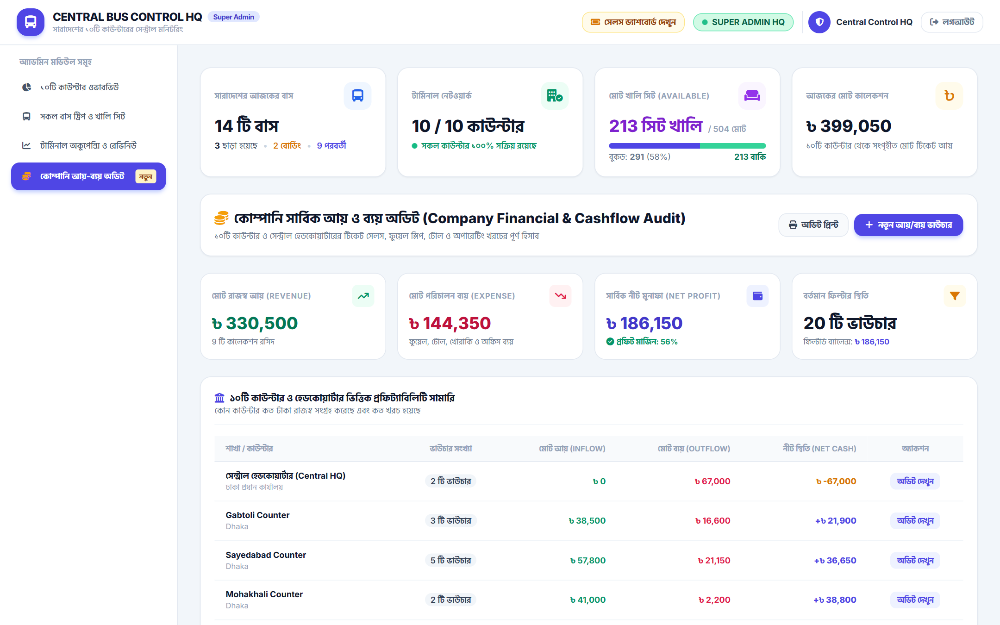 CENTRAL BUS CONTROL HQ Super Admin
সারাদেশের ১০টি কাউন্টারের সেন্ট্রাল মনিটরিং
সেলস ড্যাশবোর্ড দেখুন
SUPER ADMIN HQ
Central Control HQ
লগআউট
অ্যাডমিন মডিউল সমূহ
১০টি কাউন্টার ওভারভিউ
সকল বাস ট্রিপ ও খালি সিট
টার্মিনাল অকুপেন্সি ও রেভিনিউ
কোম্পানি আয়-ব্যয় অডিট নতুন
সারাদেশের আজকের বাস
14 টি বাস
3 ছাড়া হয়েছে • 2 বোর্ডিং • 9 পরবর্তী
টার্মিনাল নেটওয়ার্ক
10 / 10 কাউন্টার
সকল কাউন্টার ১০০% সক্রিয় রয়েছে
মোট খালি সিট (AVAILABLE)
213 সিট খালি / 504 মোট
বুকড: 291 (58%) 213 বাকি
আজকের মোট কালেকশন
৳
৳ 399,050
১০টি কাউন্টার থেকে সংগৃহীত মোট টিকেট আয়
কোম্পানি সার্বিক আয় ও ব্যয় অডিট (Company Financial & Cashflow Audit)
১০টি কাউন্টার ও সেন্ট্রাল হেডকোয়ার্টারের টিকেট সেলস, ফুয়েল স্লিপ, টোল ও অপারেটিং খরচের পূর্ণ হিসাব
অডিট প্রিন্ট
+ নতুন আয়/ব্যয় ভাউচার
মোট রাজস্ব আয় (REVENUE)
৳ 330,500
9 টি কালেকশন রসিদ
মোট পরিচালন ব্যয় (EXPENSE)
৳ 144,350
ফুয়েল, টোল, খোরাকি ও অফিস ব্যয়
সার্বিক নীট মুনাফা (NET PROFIT)
৳ 186,150
প্রফিট মার্জিন: 56%
বর্তমান ফিল্টার স্থিতি
20 টি ভাউচার
ফিল্টার্ড ব্যালেন্স: ৳ 186,150
১০টি কাউন্টার ও হেডকোয়ার্টার ভিত্তিক প্রফিট্যাবিলিটি সামারি
কোন কাউন্টার কত টাকা রাজস্ব সংগ্রহ করেছে এবং কত খরচ হয়েছে
শাখা / কাউন্টার ভাউচার সংখ্যা মোট আয় (INFLOW) মোট ব্যয় (OUTFLOW) নীট স্থিতি (NET CASH) অ্যাকশন
সেন্ট্রাল হেডকোয়ার্টার (Central HQ)
ঢাকা প্রধান কার্যালয়
2 টি ভাউচার ৳ 0 ৳ 67,000 ৳ -67,000 অডিট দেখুন
Gabtoli Counter
Dhaka
3 টি ভাউচার ৳ 38,500 ৳ 16,600 +৳ 21,900 অডিট দেখুন
Sayedabad Counter
Dhaka
5 টি ভাউচার ৳ 57,800 ৳ 21,150 +৳ 36,650 অডিট দেখুন
Mohakhali Counter
Dhaka
2 টি ভাউচার ৳ 41,000 ৳ 2,200 +৳ 38,800 অডিট দেখুন